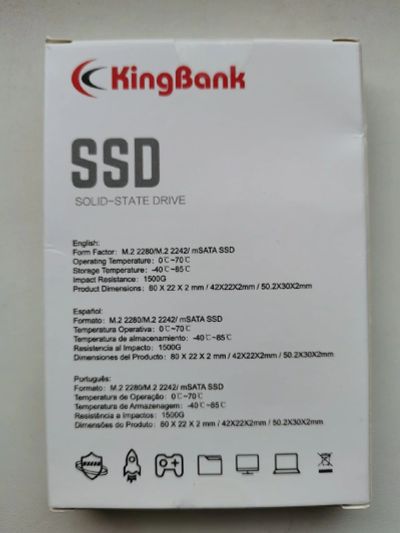 KingBank
SSD
SOLID-STATE DRIVE
English:
Form Factor: M.2 2280/M.2 2242/ mSATA SSD
Operating Temperature: 0℃~70℃
Storage Temperature: -40℃~85℃
Impact Resistance: 1500G
Product Dimensions: 80 X 22 X 2 mm / 42X22X2mm / 50.2X30X2mm
Español:
Formato: M.2 2280/M.2 2242/ mSATA SSD
Temperatura Operativa: 0℃~70℃
Temperatura de almacenamiento: -40℃~85℃
Resistencia al Impacto: 1500G
Dimensiones del Producto: 80 X 22 X 2 mm / 42X22X2mm / 50.2X30X2mm
Português:
Formato: M.2 2280/M.2 2242/ mSATA SSD
Temperatura de Operação: 0℃~70℃
Temperatura de Armazenagem: -40℃~85℃
Resistência a Impactos: 1500G
Dimensões do Produto: 80 X 22 X 2 mm / 42X22X2mm / 50.2X30X2mm